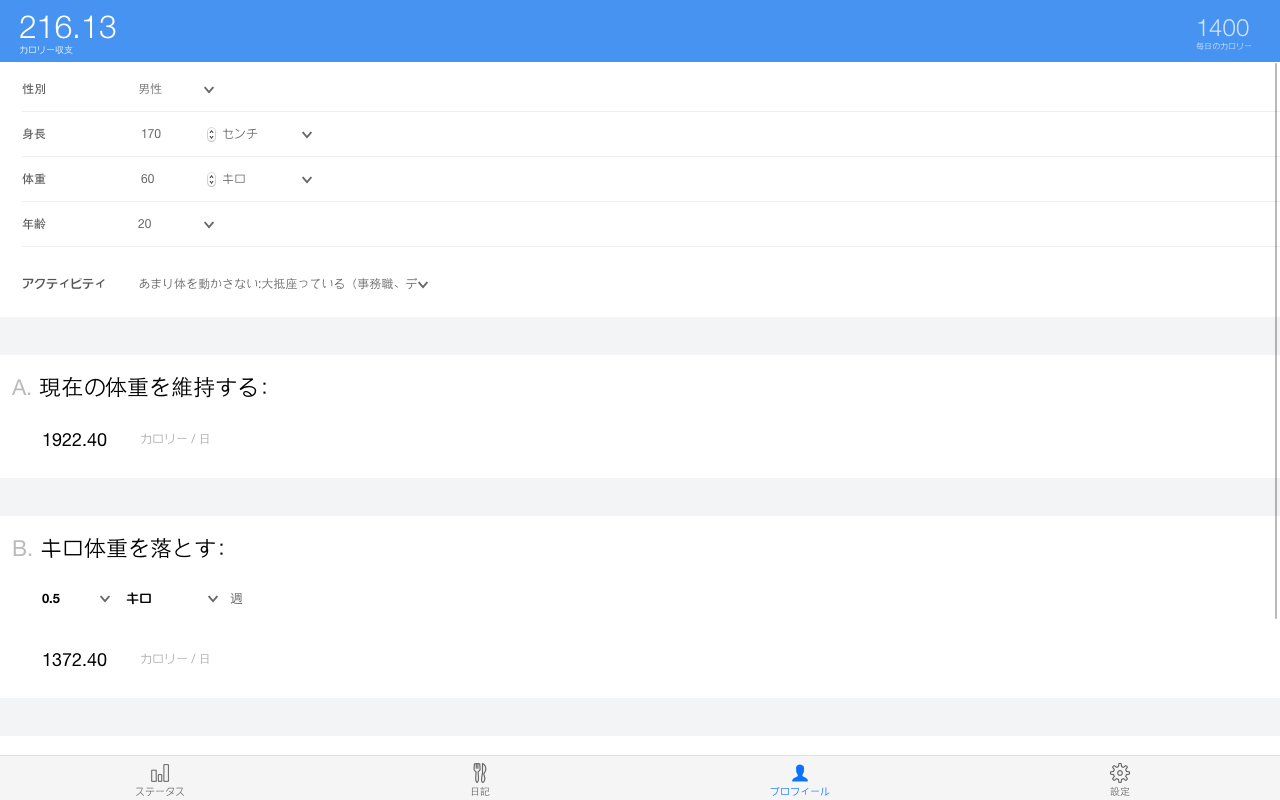 216.13
カロリー収支
1400
毎日のカロリー
性別 男性
身長 170 センチ
体重 60 キロ
年齢 20
アクティビティ あまり体を動かさない:大抵座っている（事務職、デ
A. 現在の体重を維持する:
1922.40 カロリー / 日
B. キロ体重を落とす:
0.5 キロ 週
1372.40 カロリー / 日
ステータス 日記 プロフィール 設定